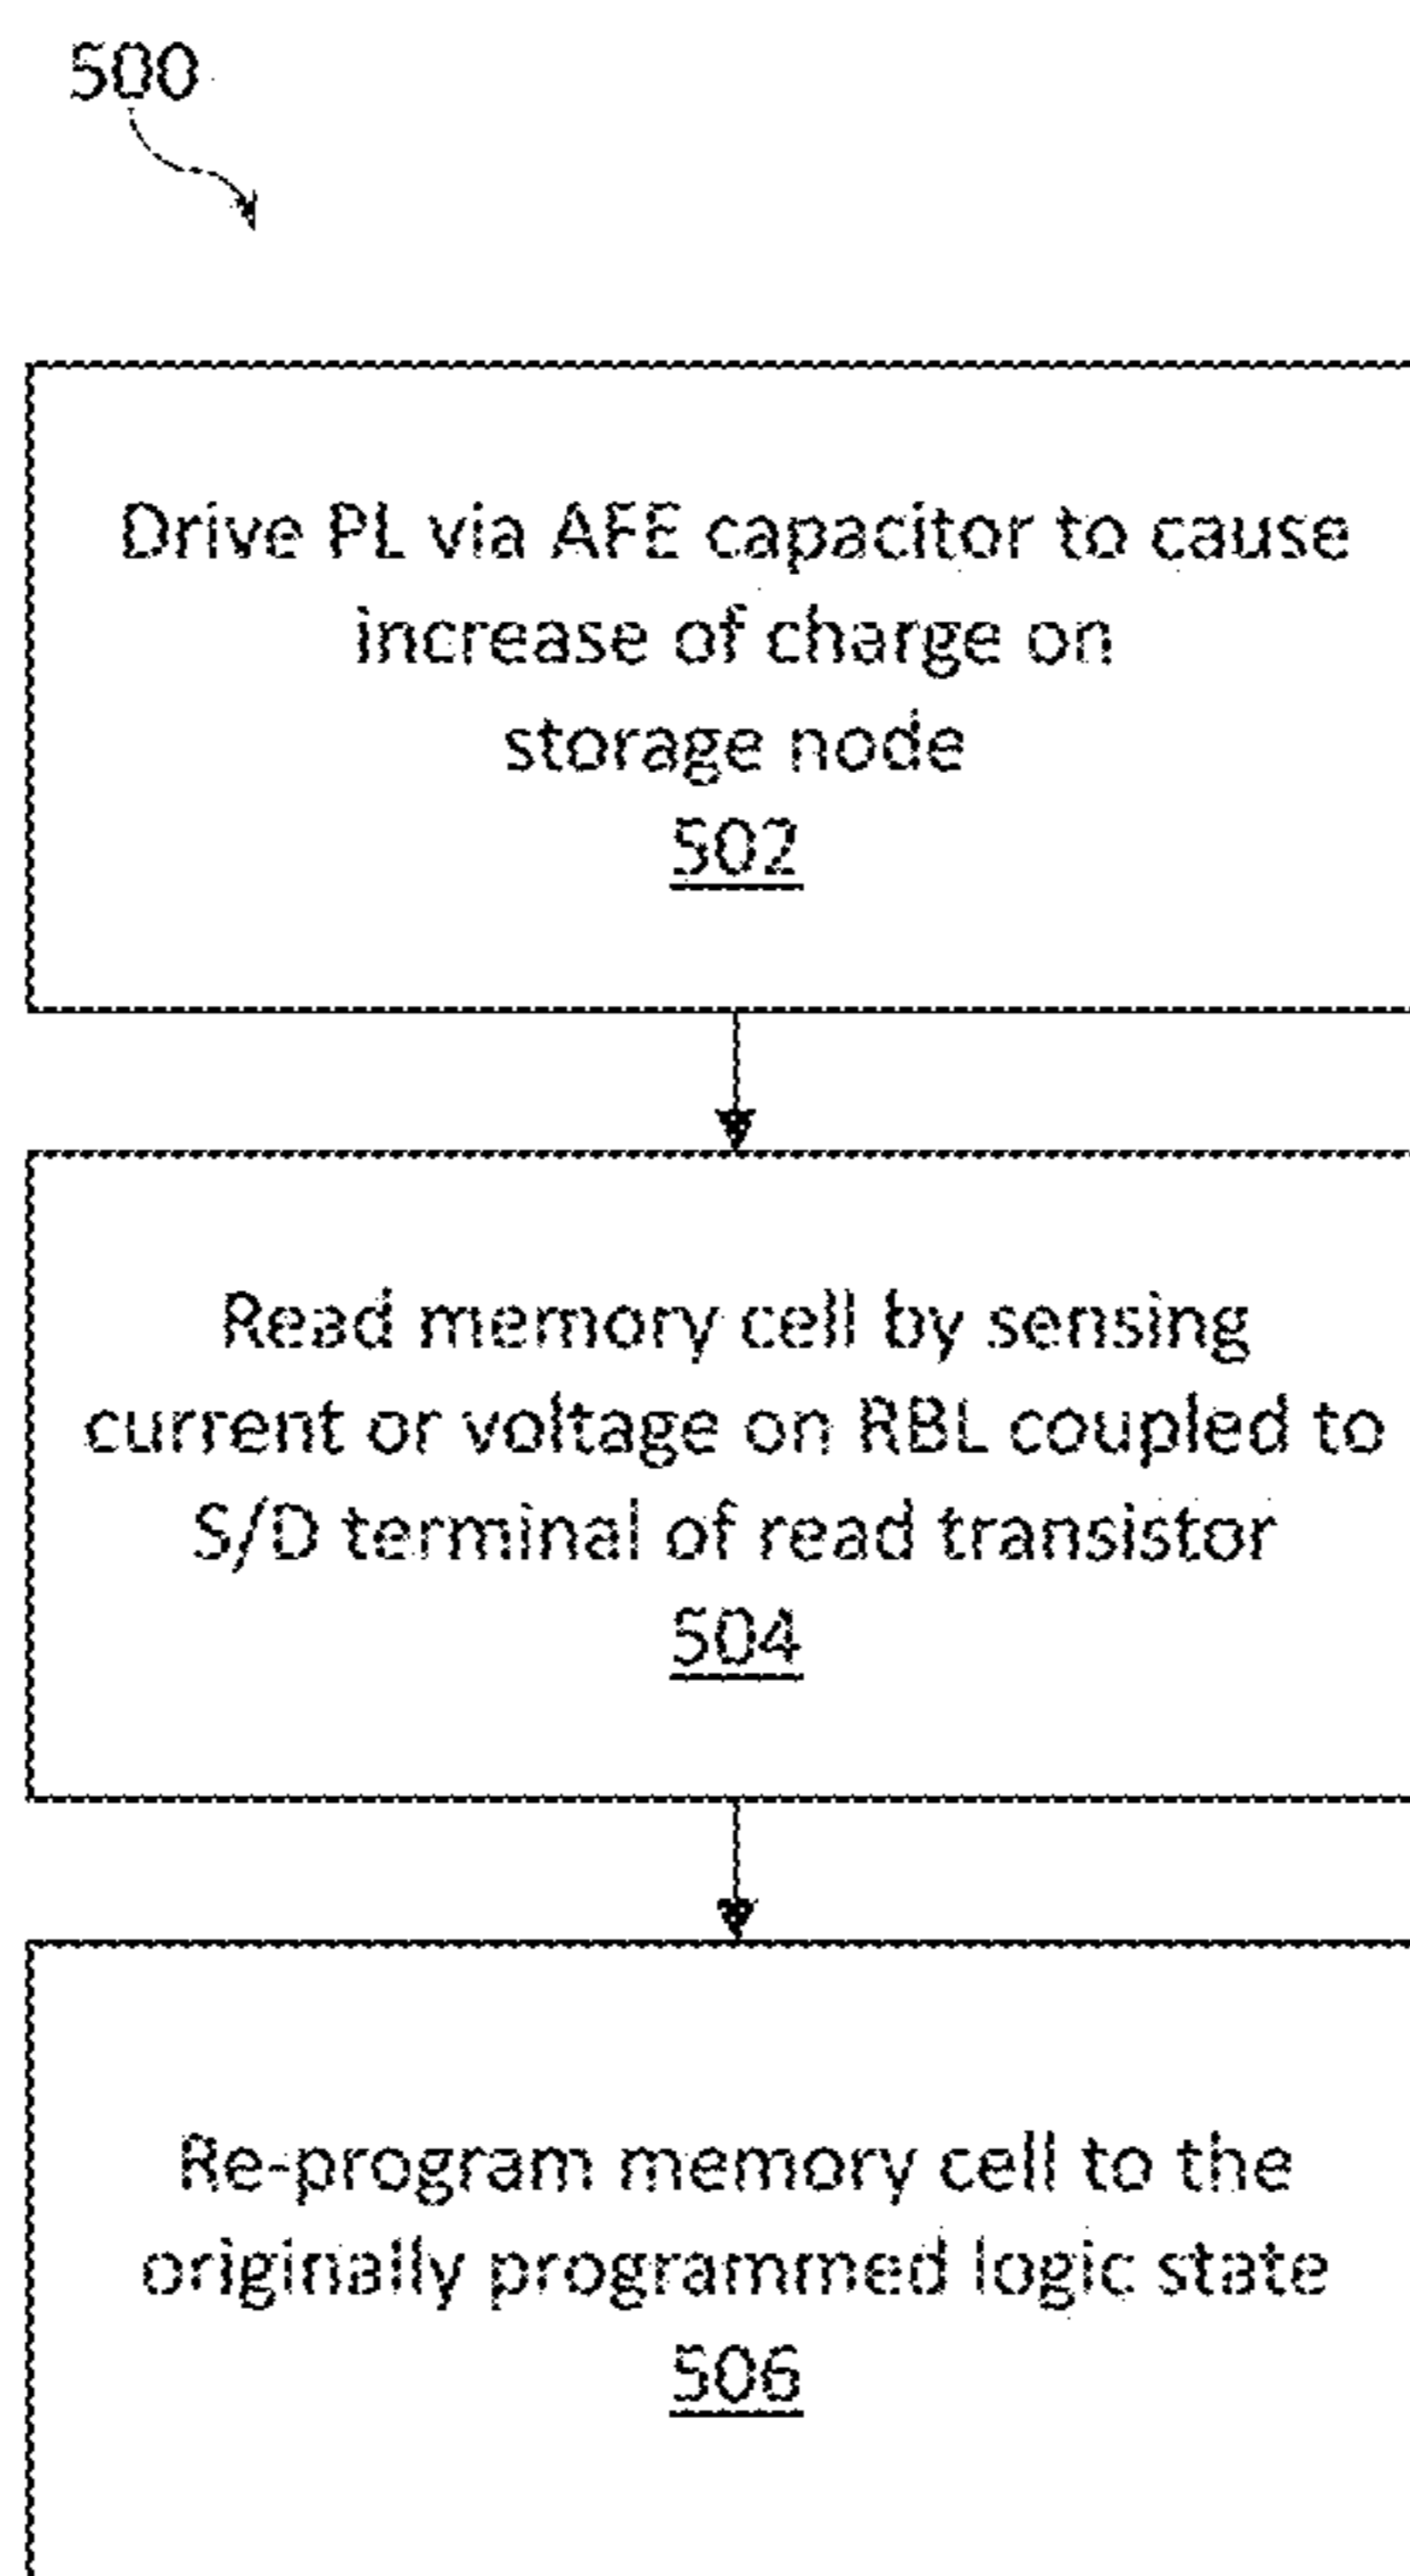 500
Drive PL via AFE capacitor to cause
increase of charge on
storage node
502
Read memory cell by sensing
current or voltage on RBL coupled to
S/D terminal of read transistor
504
Re-program memory cell to the
originally programmed logic state
506